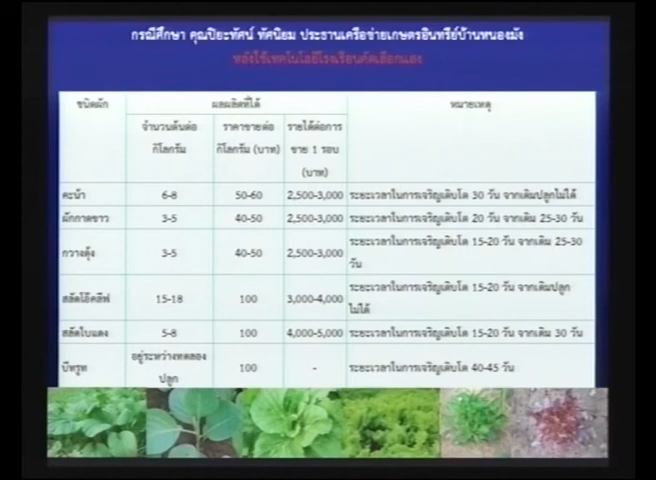 กรณีศึกษา คุณปิยะทัศน์ ทัศนิยม ประธานเครือข่ายเกษตรอินทรีย์บ้านหนองมัง
หลังใช้เทคโนโลยีโรงเรือนคัดเลือกแสง
ชนิดผัก ผลผลิตที่ได้ หมายเหตุ
จำนวนต้นต่อ ราคาขายต่อ รายได้ต่อการ
กิโลกรัม กิโลกรัม (บาท) ขาย 1 รอบ
(บาท)
คะน้า 6-8 50-60 2,500-3,000 ระยะเวลาในการเจริญเติบโต 30 วัน จากเดิมปลูกไม่ได้
ผักกาดขาว 3-5 40-50 2,500-3,000 ระยะเวลาในการเจริญเติบโต 20 วัน จากเดิม 25-30 วัน
กวางตุ้ง 3-5 40-50 2,500-3,000 ระยะเวลาในการเจริญเติบโต 15-20 วัน จากเดิม 25-30
วัน
สลัดโอ๊คลีฟ 15-18 100 3,000-4,000 ระยะเวลาในการเจริญเติบโต 15-20 วัน จากเดิมปลูก
ไม่ได้
สลัดใบแดง 5-8 100 4,000-5,000 ระยะเวลาในการเจริญเติบโต 15-20 วัน จากเดิม 30 วัน
บีทรูท อยู่ระหว่างทดลอง 100 - ระยะเวลาในการเจริญเติบโต 40-45 วัน
ปลูก